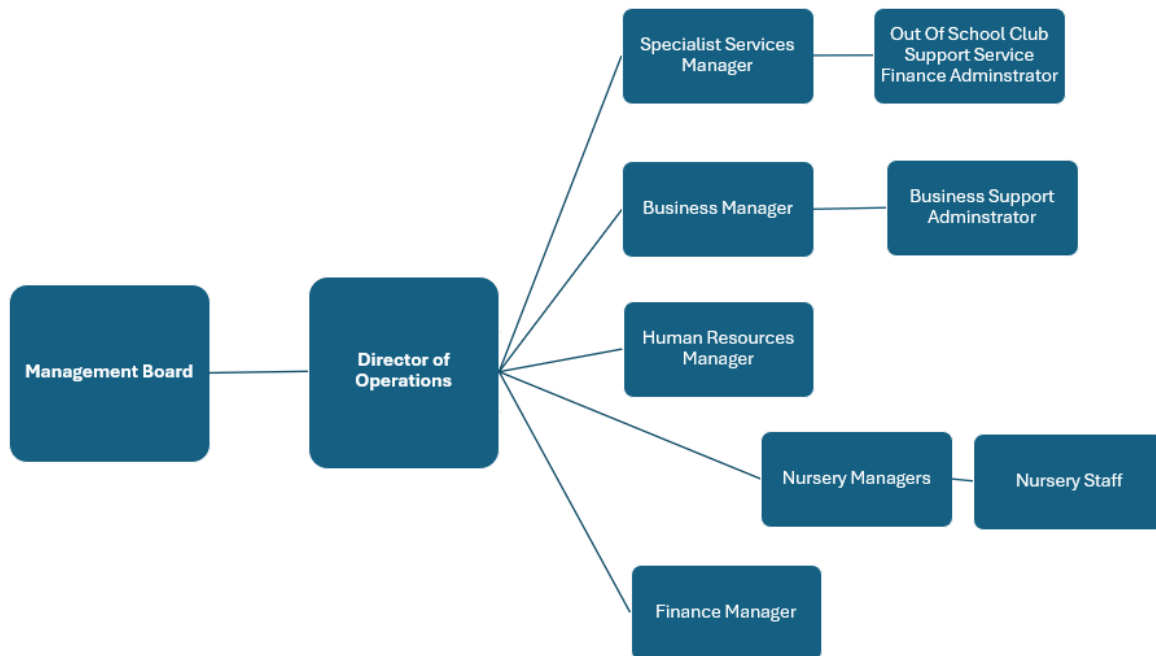 Specialist Services
Manager
Out Of School Club
Support Service
Finance Adminstrator
Business Manager
Business Support
Adminstrator
Management Board
Director of
Operations
Human Resources
Manager
Nursery Managers
Nursery Staff
Finance Manager